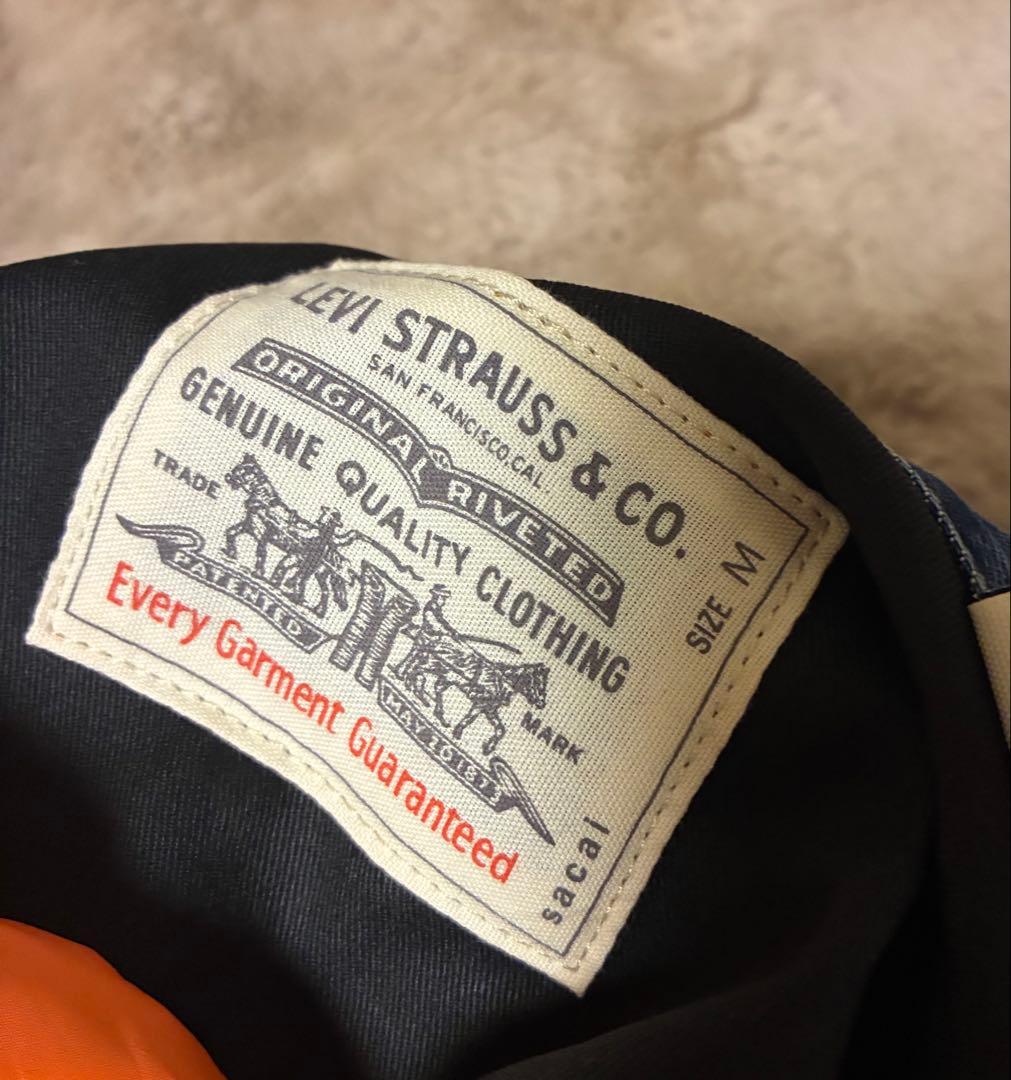 LEVI STRAUSS & CO.
SAN FRANCISCO, CAL.
ORIGINAL RIVETED
GENUINE QUALITY CLOTHING
TRADE MARK
PATENTED MAY 20 1873
Every Garment Guaranteed
SIZE M
sacai